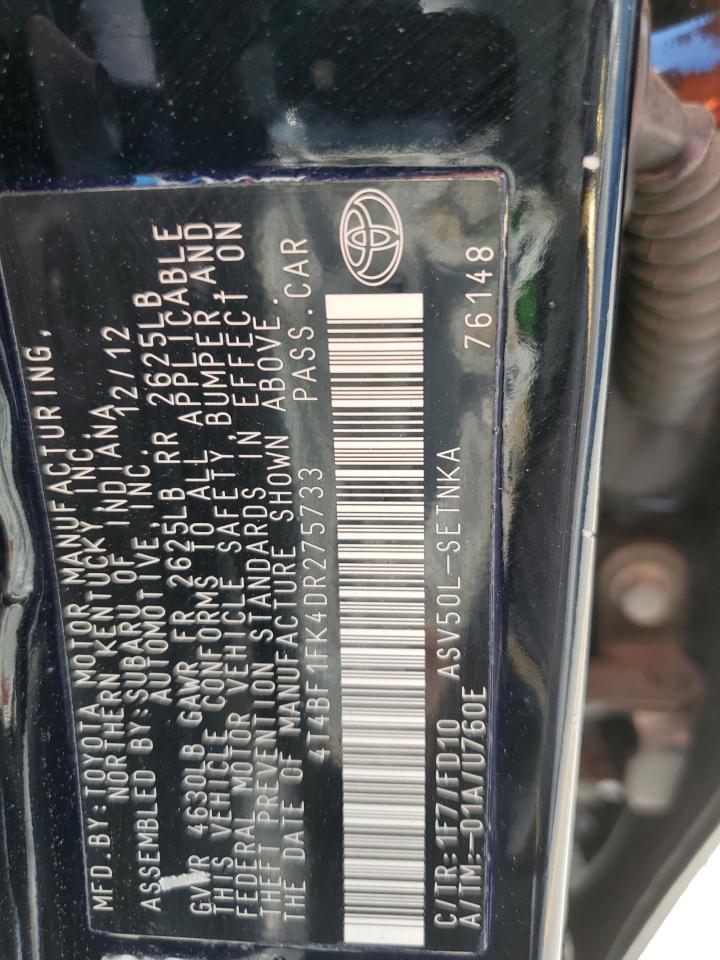 MFD.BY:TOYOTA MOTOR MANUFACTURING,
NORTHERN KENTUCKY INC.
ASSEMBLED BY:SUBARU OF INDIANA
AUTOMOTIVE,INC. 12/12
GVWR 4630LB GAWR FR 2625LB RR 2625LB
THIS VEHICLE CONFORMS TO ALL APPLICABLE
FEDERAL MOTOR VEHICLE SAFETY,BUMPER,AND
THEFT PREVENTION STANDARDS IN EFFECT ON
THE DATE OF MANUFACTURE SHOWN ABOVE.
4T4BF1FK4DR275733 PASS.CAR
C/TR:1F7/FD10 ASV50L-SETNKA
A/TM:-01A/U760E 76148